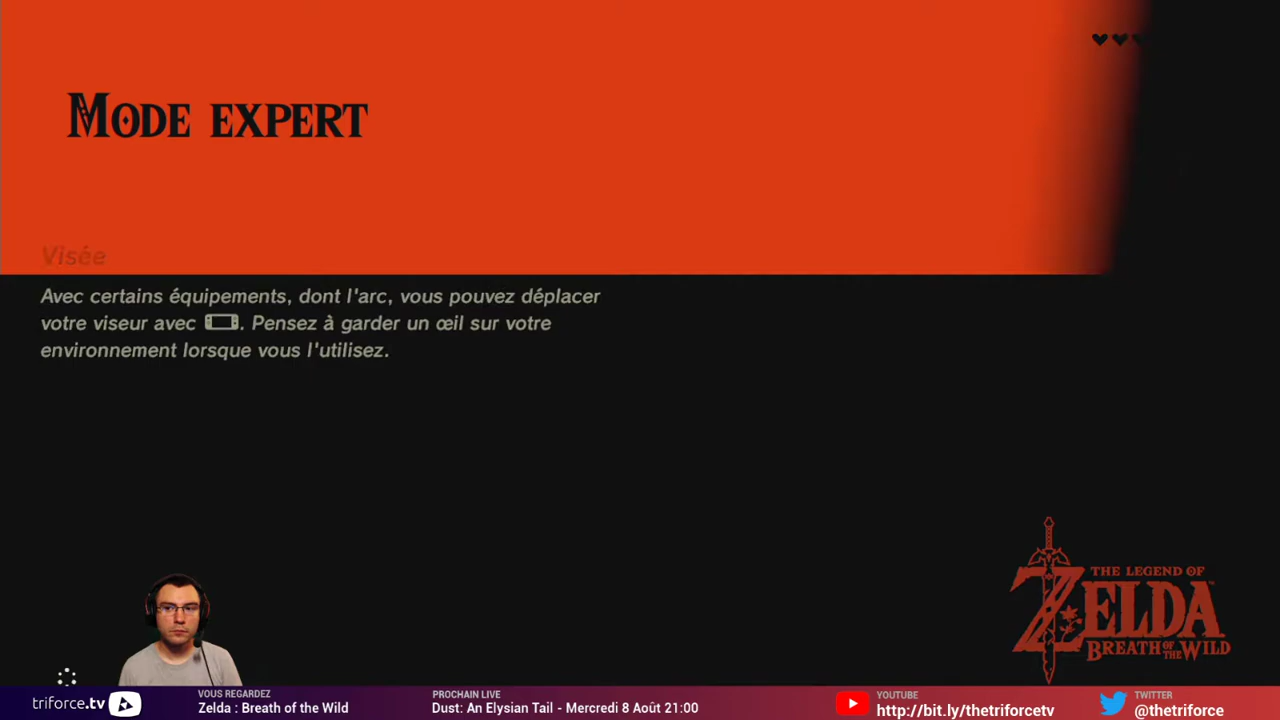 Mode expert
Visée
Avec certains équipements, dont l'arc, vous pouvez déplacer
votre viseur avec . Pensez à garder un œil sur votre
environnement lorsque vous l'utilisez.
THE LEGEND OF
ZELDA
BREATH OF THE WILD
triforce.tv
VOUS REGARDEZ
Zelda : Breath of the Wild
PROCHAIN LIVE
Dust: An Elysian Tail - Mercredi 8 Août 21:00
YOUTUBE
http://bit.ly/thetriforcetv
TWITTER
@thetriforce